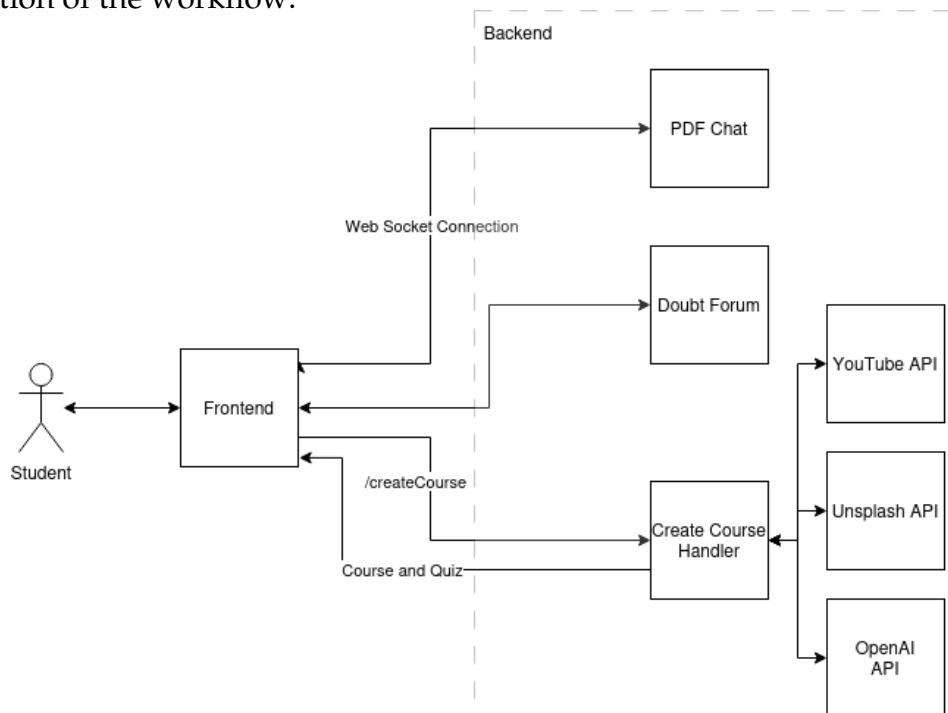 tion of the workflow:
Backend
PDF Chat
Web Socket Connection
Doubt Forum
YouTube API
Frontend
Student
/createCourse
Unsplash API
Create Course
Handler
Course and Quiz
OpenAI
API